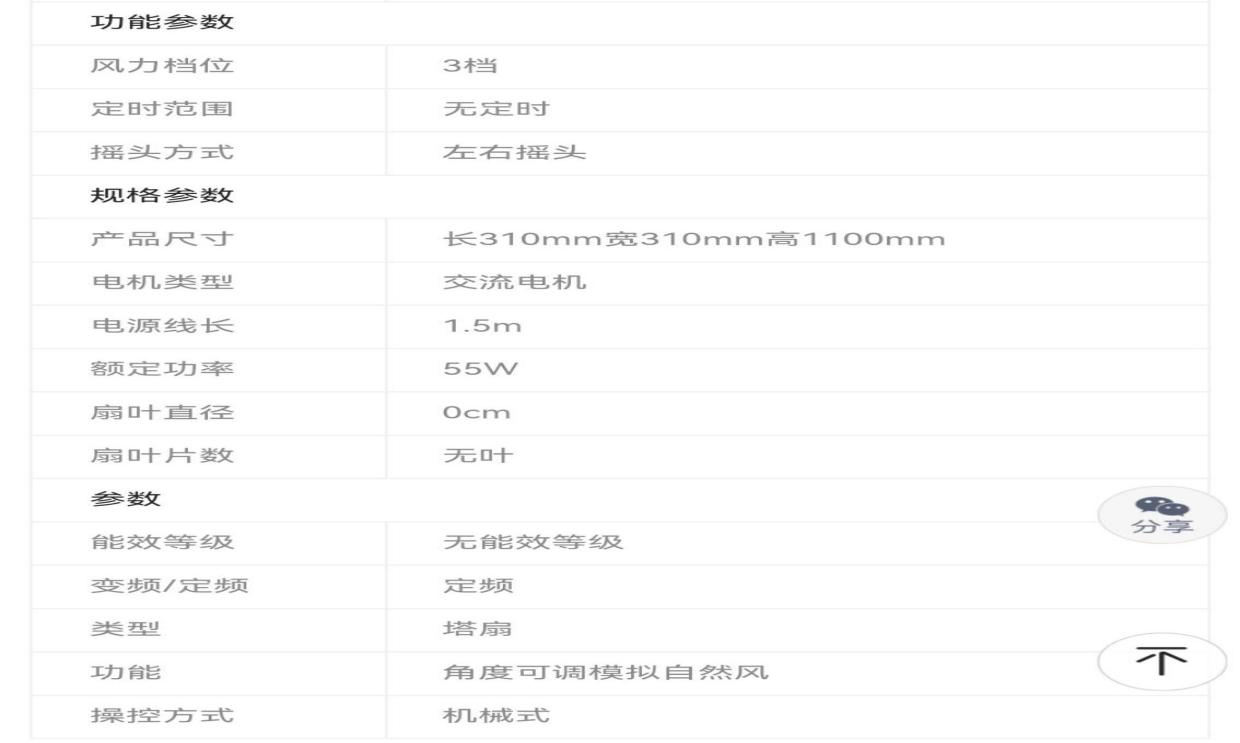 功能参数
风力档位 3档
定时范围 无定时
摇头方式 左右摇头
规格参数
产品尺寸 长310mm宽310mm高1100mm
电机类型 交流电机
电源线长 1.5m
额定功率 55W
扇叶直径 0cm
扇叶片数 无叶
参数
分享
能效等级 无能效等级
变频/定频 定频
类型 塔扇
功能 角度可调模拟自然风
操控方式 机械式